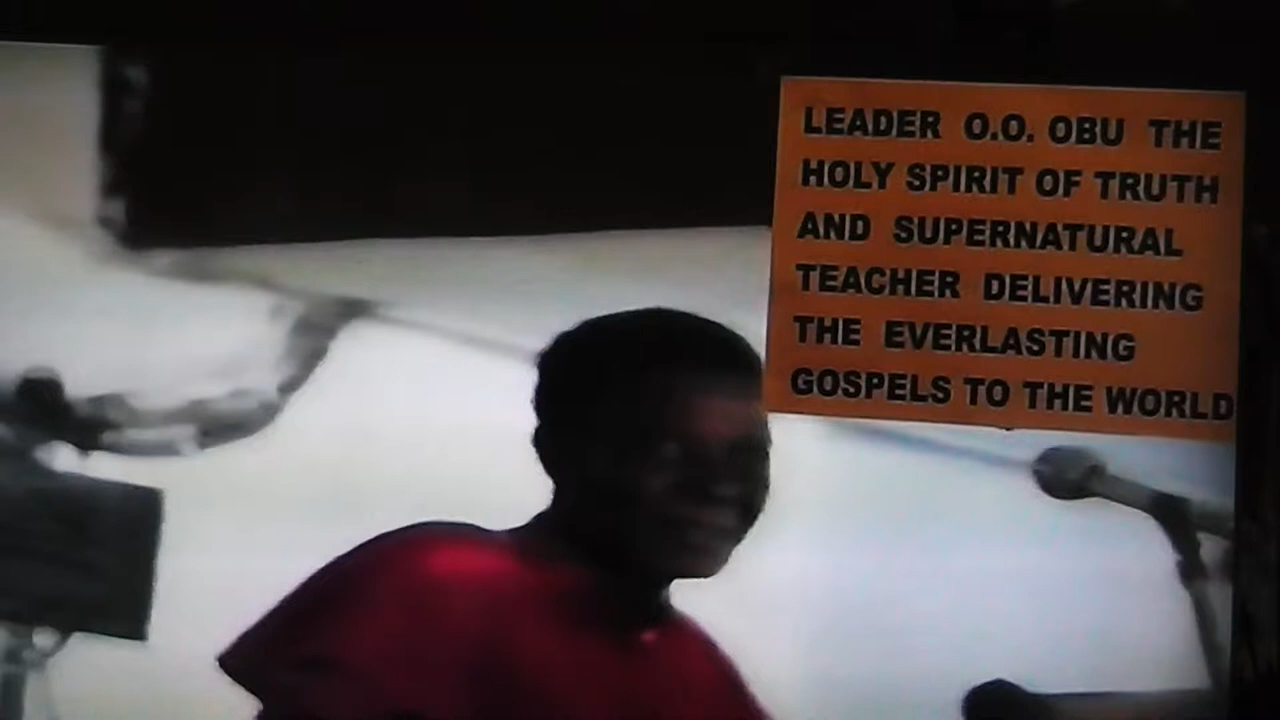 LEADER O.O. OBU THE
HOLY SPIRIT OF TRUTH
AND SUPERNATURAL
TEACHER DELIVERING
THE EVERLASTING
GOSPELS TO THE WORLD